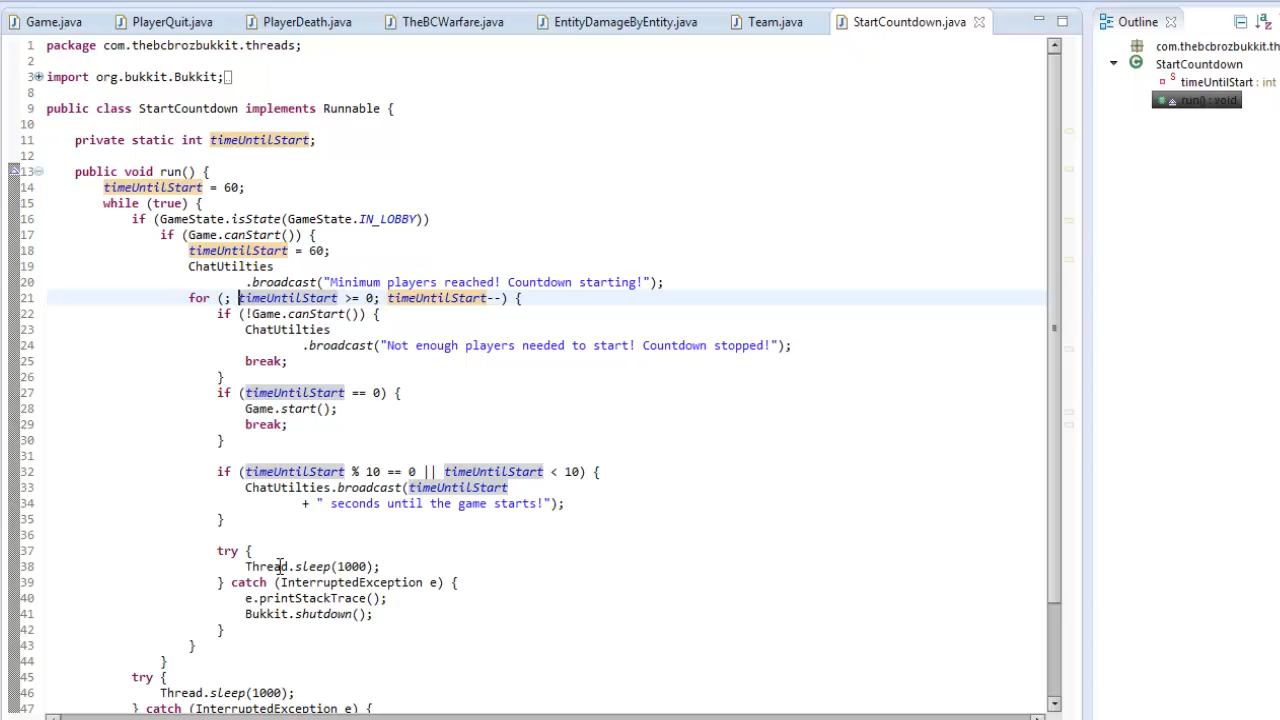 Game.java PlayerQuit.java PlayerDeath.java TheBCWarfare.java EntityDamageByEntity.java Team.java StartCountdown.java
Outline
1 package com.thebcbrozbukkit.threads;
2
3 import org.bukkit.Bukkit;
8
9 public class StartCountdown implements Runnable {
10
11 private static int timeUntilStart;
12
13 public void run() {
14 timeUntilStart = 60;
15 while (true) {
16 if (GameState.isState(GameState.IN_LOBBY))
17 if (Game.canStart()) {
18 timeUntilStart = 60;
19 ChatUtilties
20 .broadcast("Minimum players reached! Countdown starting!");
21 for (; timeUntilStart >= 0; timeUntilStart--) {
22 if (!Game.canStart()) {
23 ChatUtilties
24 .broadcast("Not enough players needed to start! Countdown stopped!");
25 break;
26 }
27 if (timeUntilStart == 0) {
28 Game.start();
29 break;
30 }
31
32 if (timeUntilStart % 10 == 0 || timeUntilStart < 10) {
33 ChatUtilties.broadcast(timeUntilStart
34 + " seconds until the game starts!");
35 }
36
37 try {
38 Thread.sleep(1000);
39 } catch (InterruptedException e) {
40 e.printStackTrace();
41 Bukkit.shutdown();
42 }
43 }
44 }
45 try {
46 Thread.sleep(1000);
47 } catch (InterruptedException e) {
com.thebcbrozbukkit.th
StartCountdown
S timeUntilStart : int
run() : void